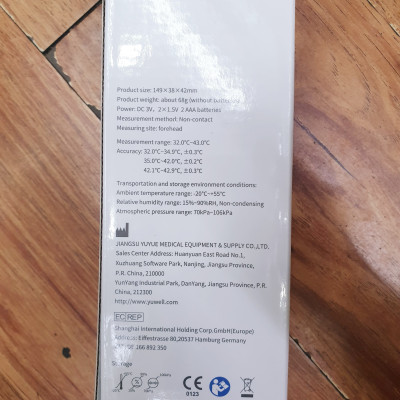 Product size: 149×38×42mm
Product weight: about 68g (without batteries)
Power: DC 3V, 2×1.5V 2 AAA batteries
Measurement method: Non-contact
Measuring site: forehead
Measurement range: 32.0°C~43.0°C
Accuracy: 32.0°C~34.9°C, ±0.3°C
35.0°C~42.0°C, ±0.2°C
42.1°C~42.9°C, ±0.3°C
Transportation and storage environment conditions:
Ambient temperature range: -20°C~+55°C
Relative humidity range: 15%~90%RH, Non-condensing
Atmospheric pressure range: 70kPa~106kPa
JIANGSU YUYUE MEDICAL EQUIPMENT & SUPPLY CO.,LTD.
Sales Center Address: Huanyuan East Road No.1,
Xuzhuang Software Park, Nanjing, Jiangsu Province,
P.R. China, 210000
YunYang Industrial Park, DanYang, Jiangsu Province, P.R.
China, 212300
http://www.yuwell.com
EC REP
Shanghai International Holding Corp.GmbH(Europe)
Address: Eiffestrasse 80,20537 Hamburg Germany
266 892 350
Storage
CE
0123